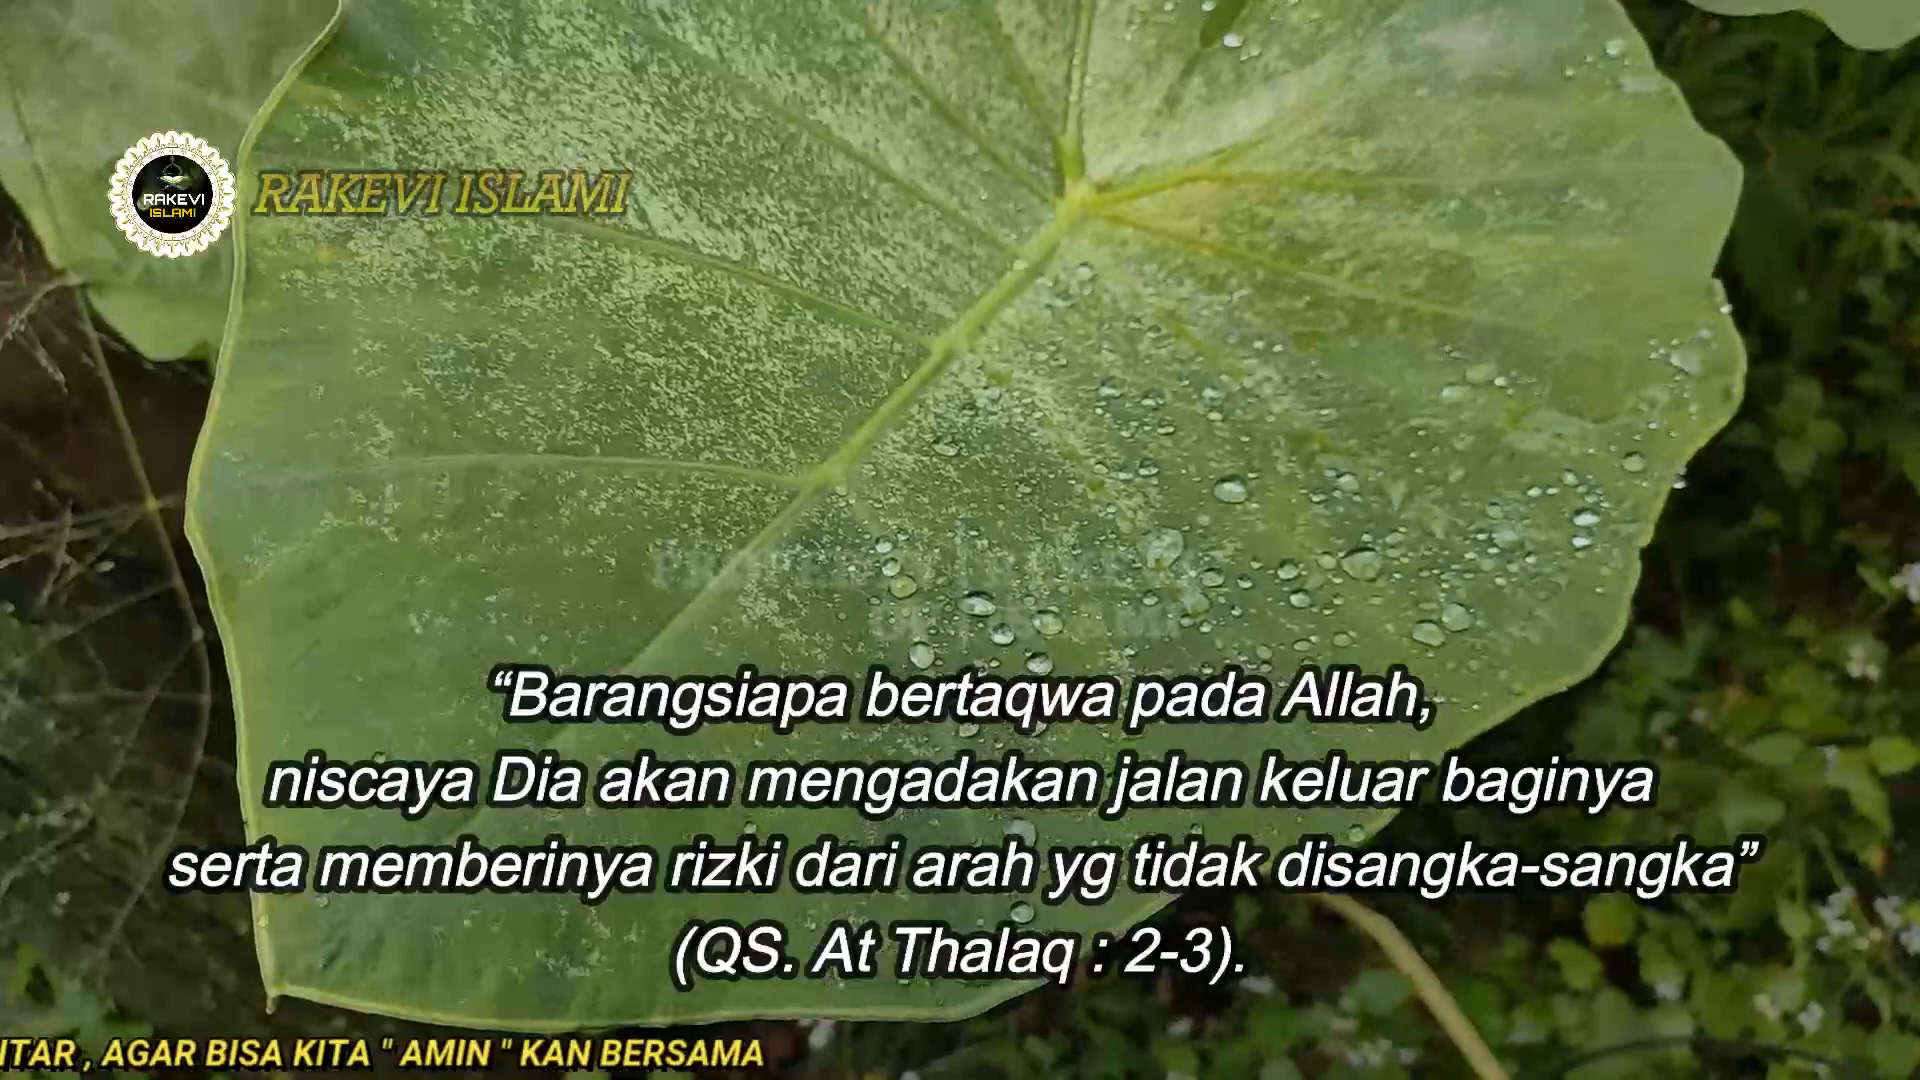 RAKEVI
ISLAMI
RAKEVI ISLAMI
“Barangsiapa bertaqwa pada Allah,
niscaya Dia akan mengadakan jalan keluar baginya
serta memberinya rizki dari arah yg tidak disangka-sangka”
(QS. At Thalaq : 2-3).
, AGAR BISA KITA " AMIN " KAN BERSAMA